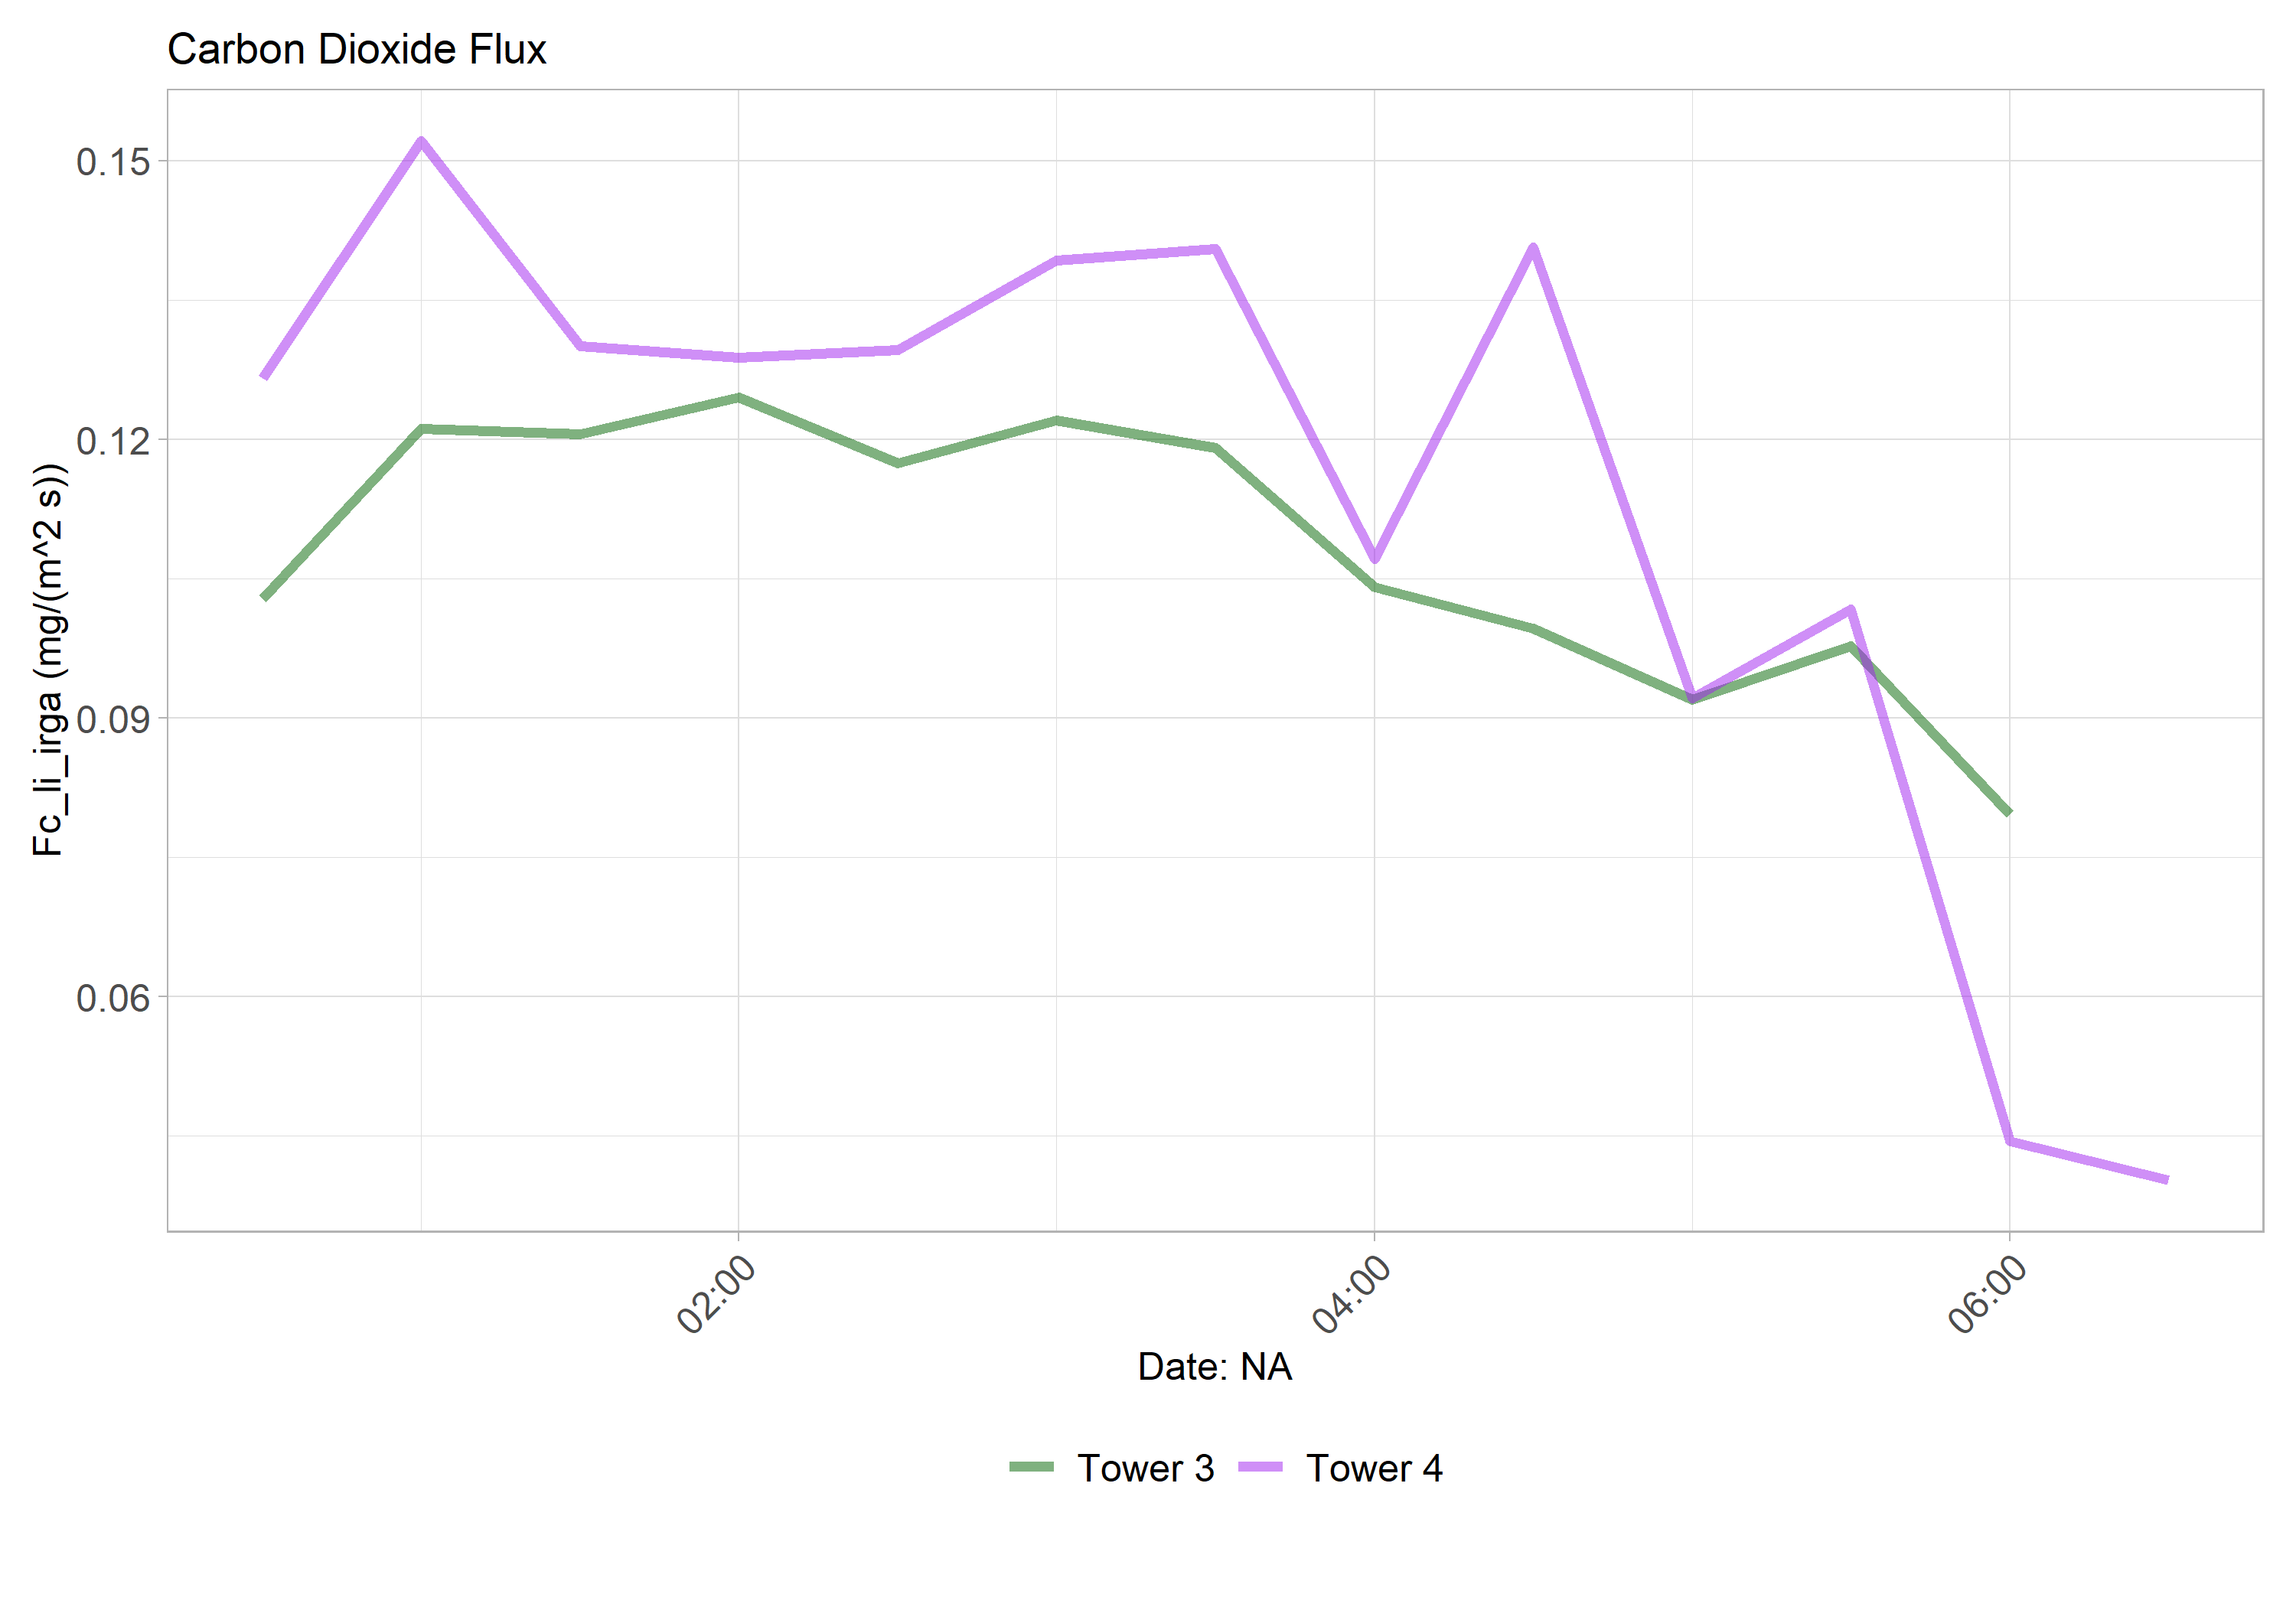 Carbon Dioxide Flux
Fc_li_irga (mg/(m^2 s))
0.15
0.12
0.09
0.06
02:00
04:00
06:00
Date: NA
Tower 3
Tower 4